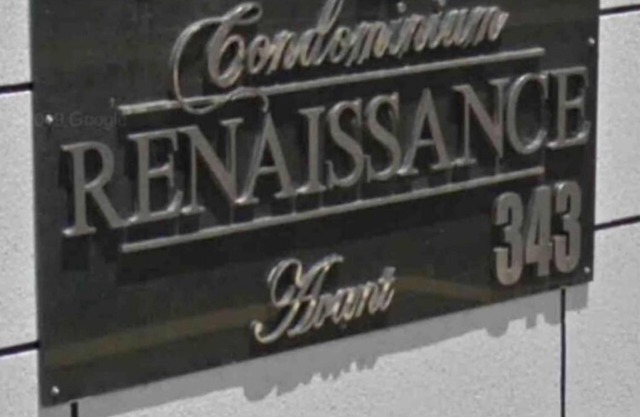 Condominium
RENAISSANCE
343
Avant